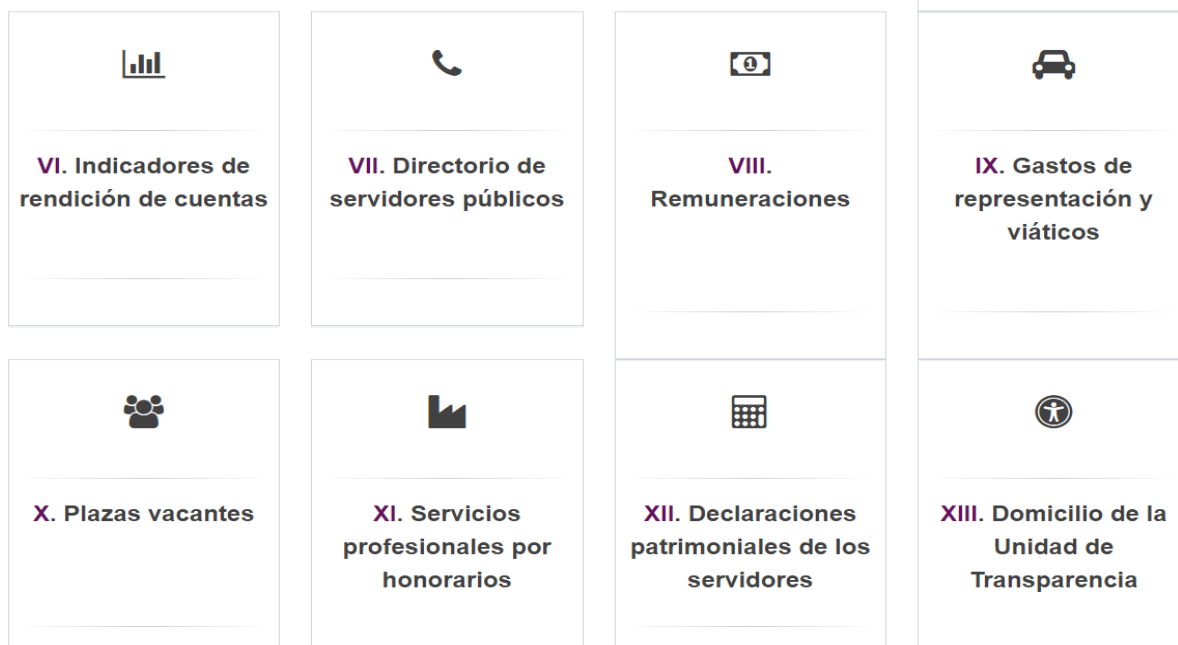 VI. Indicadores de
rendición de cuentas
VII. Directorio de
servidores públicos
VIII.
Remuneraciones
IX. Gastos de
representación y
viáticos
X. Plazas vacantes
XI. Servicios
profesionales por
honorarios
XII. Declaraciones
patrimoniales de los
servidores
XIII. Domicilio de la
Unidad de
Transparencia